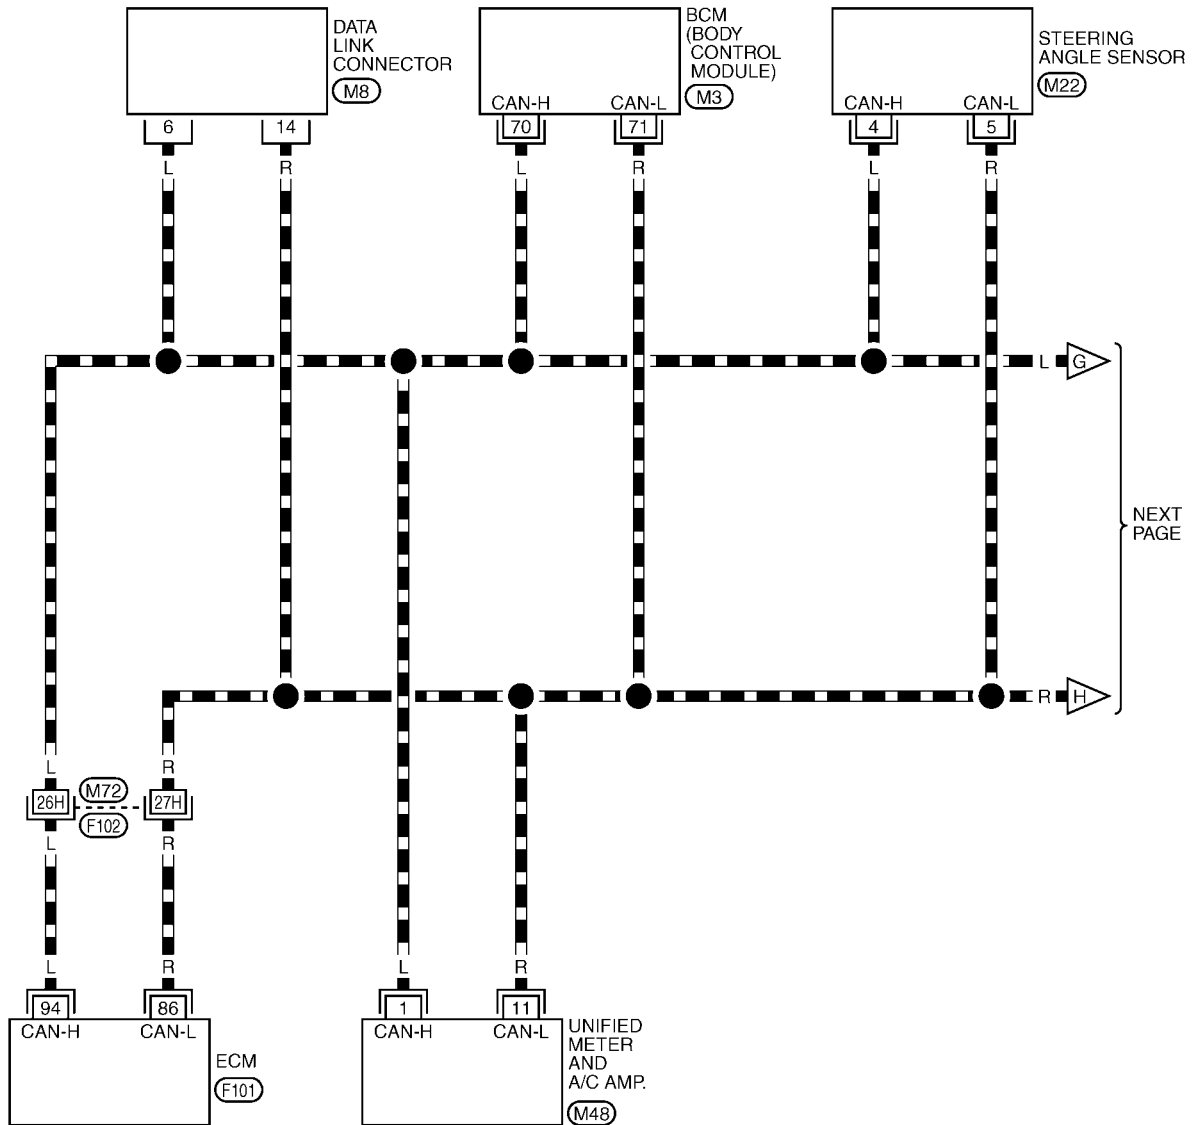 DATA
LINK
CONNECTOR
M8
BCM
(BODY
CONTROL
MODULE)
M3
STEERING
ANGLE SENSOR
M22
CAN-H
CAN-L
CAN-H
CAN-L
6
14
70
71
4
5
L
R
L
R
L
R
L
G
NEXT
PAGE
R
H
L
R
26H
M72
27H
F102
L
R
L
R
L
R
94
86
1
11
CAN-H
CAN-L
CAN-H
CAN-L
ECM
F101
UNIFIED
METER
AND
A/C AMP.
M48